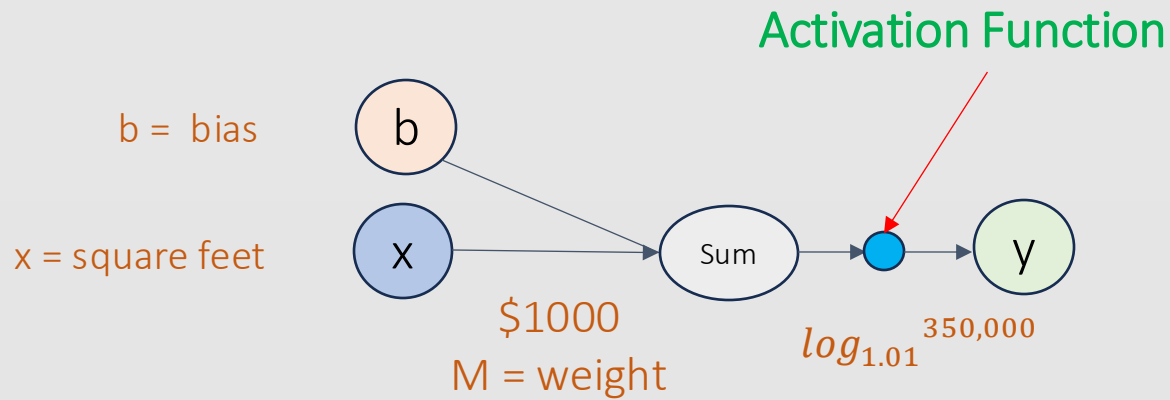 Activation Function
b = bias
b
x = square feet
x
Sum
y
$1000
M = weight
log₁.₀₁ 350,000